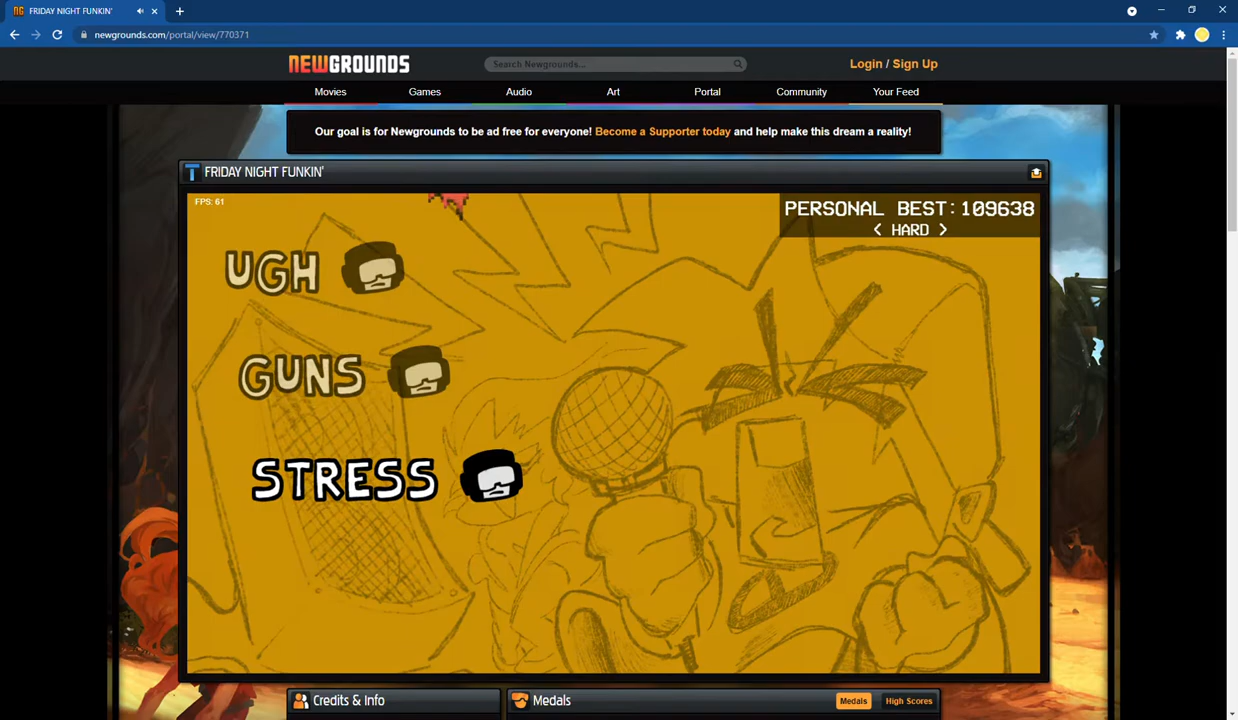 FRIDAY NIGHT FUNKIN'
newgrounds.com/portal/view/770371
NEWGROUNDS
Search Newgrounds...
Login / Sign Up
Movies Games Audio Art Portal Community Your Feed
Our goal is for Newgrounds to be ad free for everyone! Become a Supporter today and help make this dream a reality!
FRIDAY NIGHT FUNKIN'
FPS: 61
PERSONAL BEST:109638
< HARD >
UGH
GUNS
STRESS
Credits & Info
Medals
Medals
High Scores